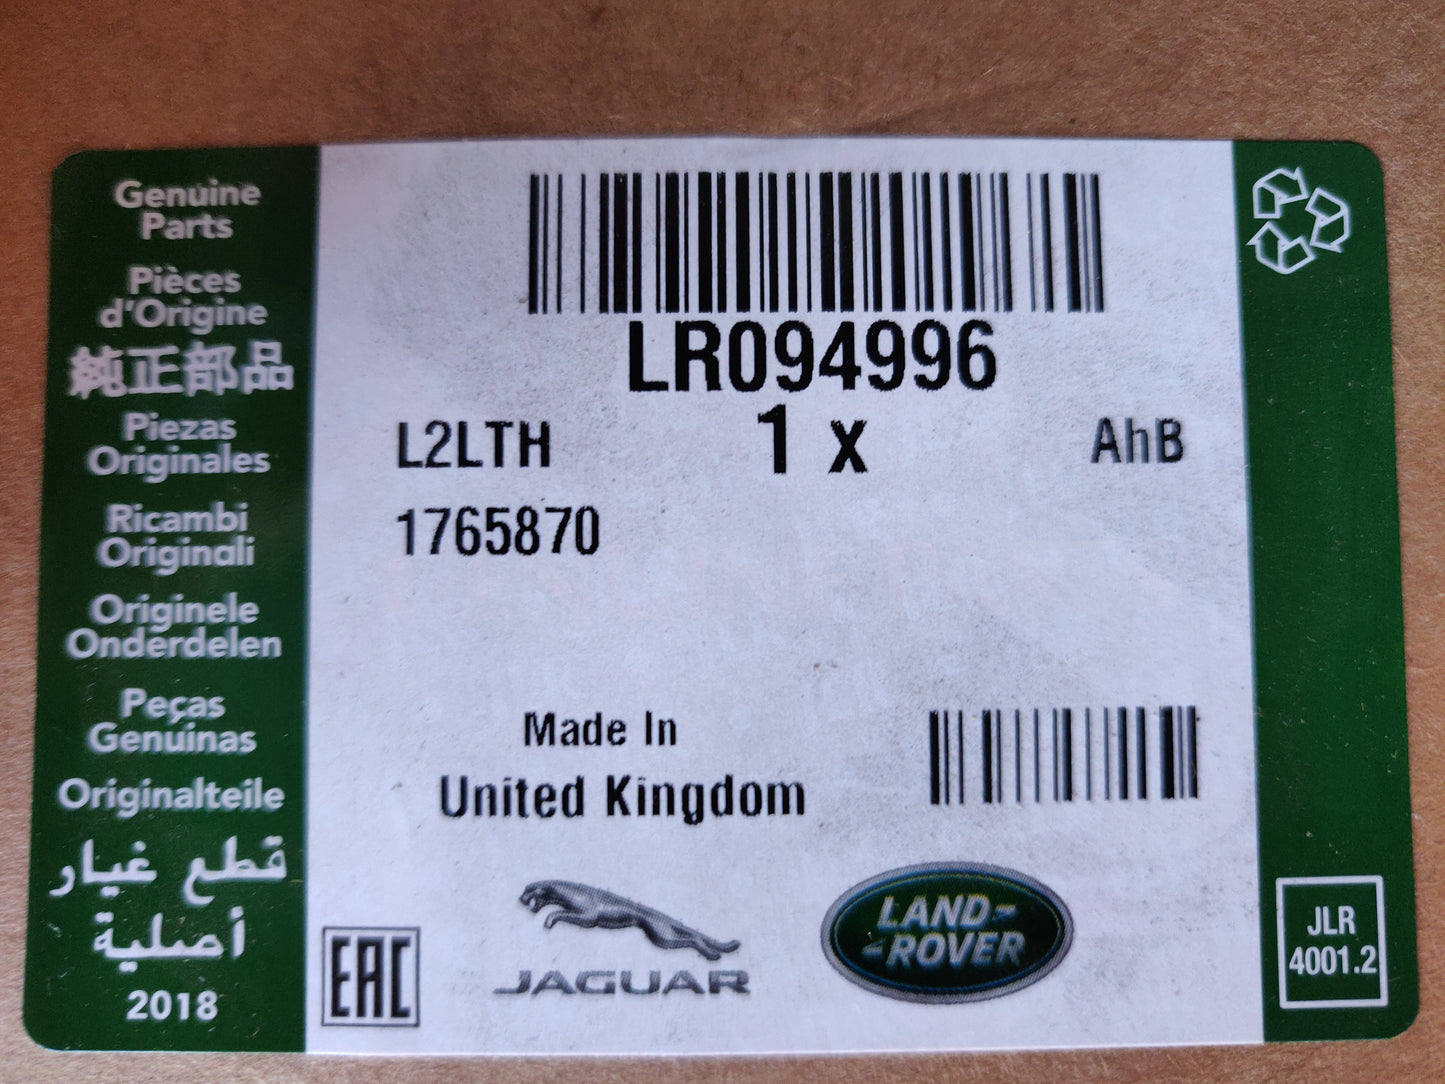 Genuine
Parts
Pièces
d'Origine
純正部品
Piezas
Originales
Ricambi
Originali
Originele
Onderdelen
Peças
Genuinas
Originalteile
قطع غيار
أصلية
2018
LR094996
L2LTH 1 x AhB
1765870
Made In
United Kingdom
EAC
JAGUAR
LAND-
-ROVER
JLR
4001.2